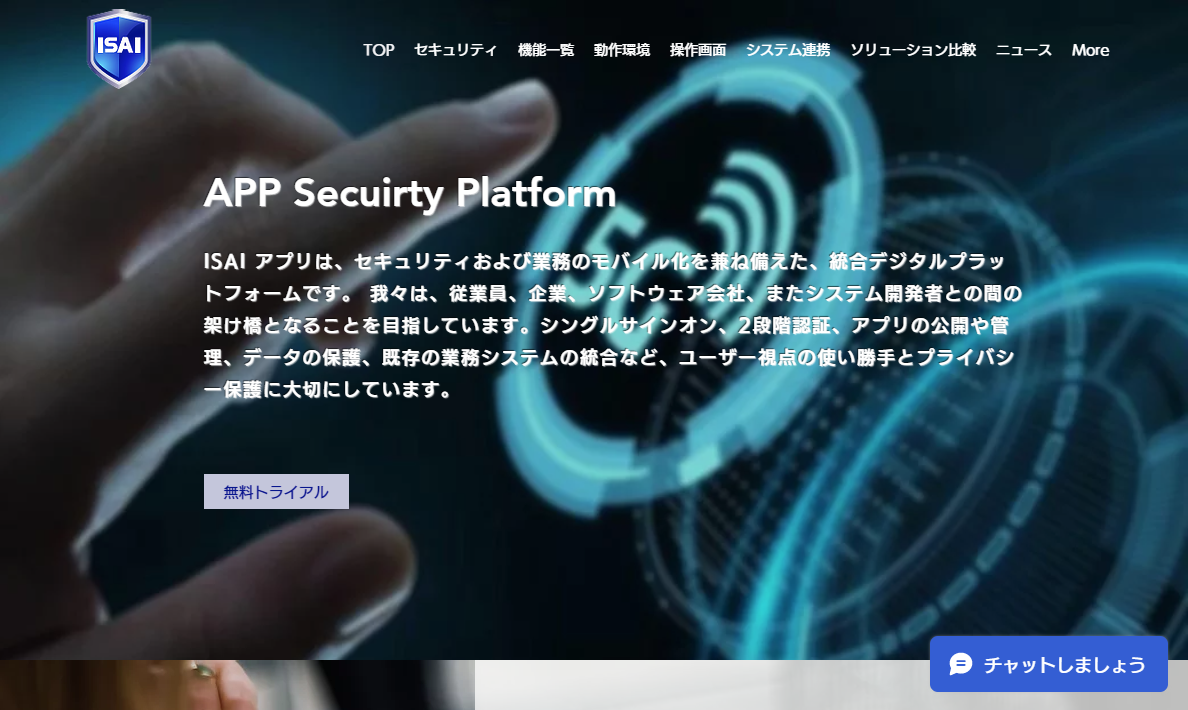 ISAI
TOP セキュリティ 機能一覧 動作環境 操作画面 システム連携 ソリューション比較 ニュース More
APP Secuirty Platform
ISAI アプリは、セキュリティおよび業務のモバイル化を兼ね備えた、統合デジタルプラッ
トフォームです。 我々は、従業員、企業、ソフトウェア会社、またシステム開発者との間の
架け橋となることを目指しています。シングルサインオン、2段階認証、アプリの公開や管
理、データの保護、既存の業務システムの統合など、ユーザー視点の使い勝手とプライバシ
ー保護に大切にしています。
5G
無料トライアル
チャットしましょう